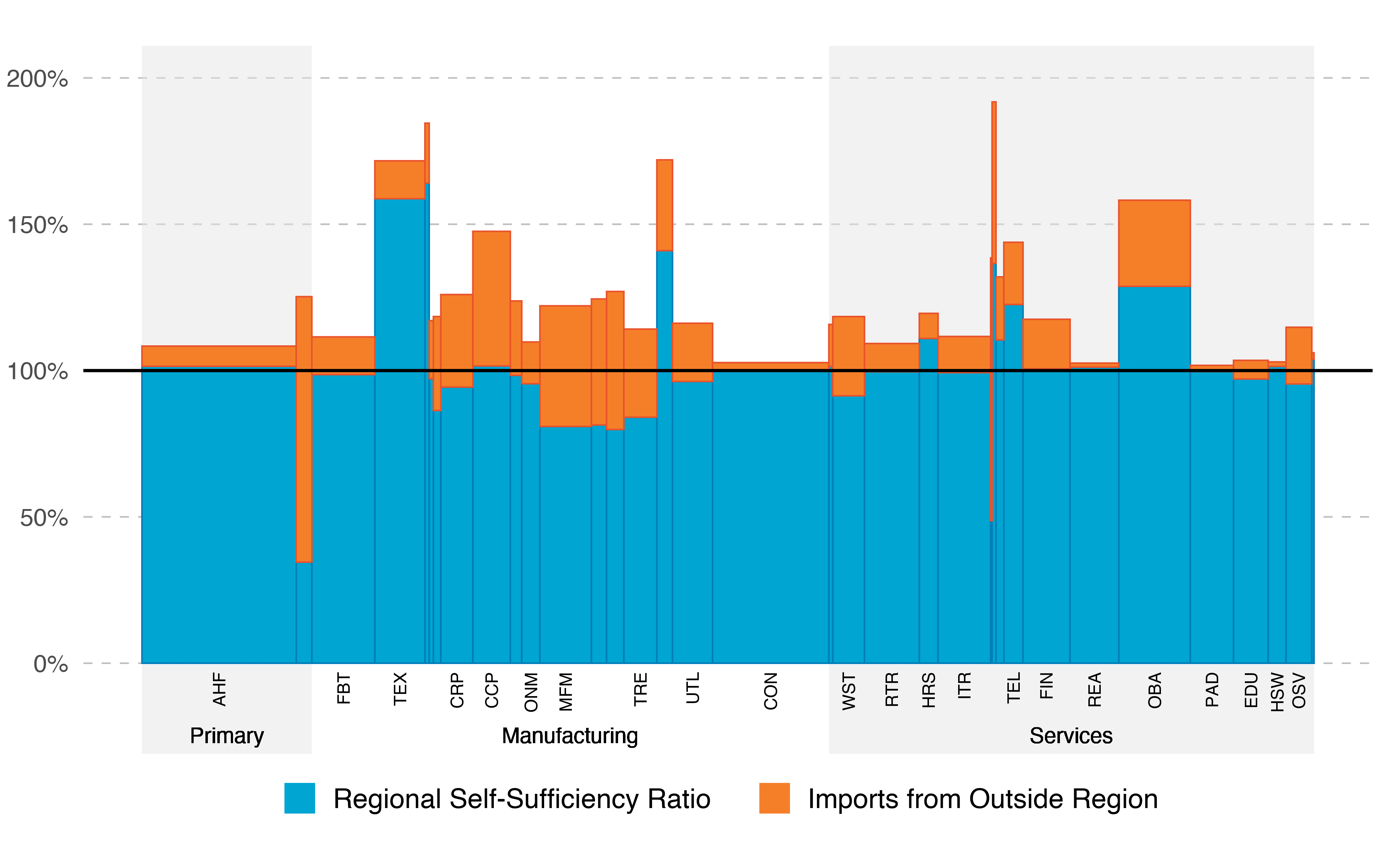 200%
150%
100%
50%
0%
AHF FBT TEX CRP CCP ONM MFM TRE UTL CON WST RTR HRS ITR TEL FIN REA OBA PAD EDU HSW OSV
Primary Manufacturing Services
Regional Self-Sufficiency Ratio Imports from Outside Region